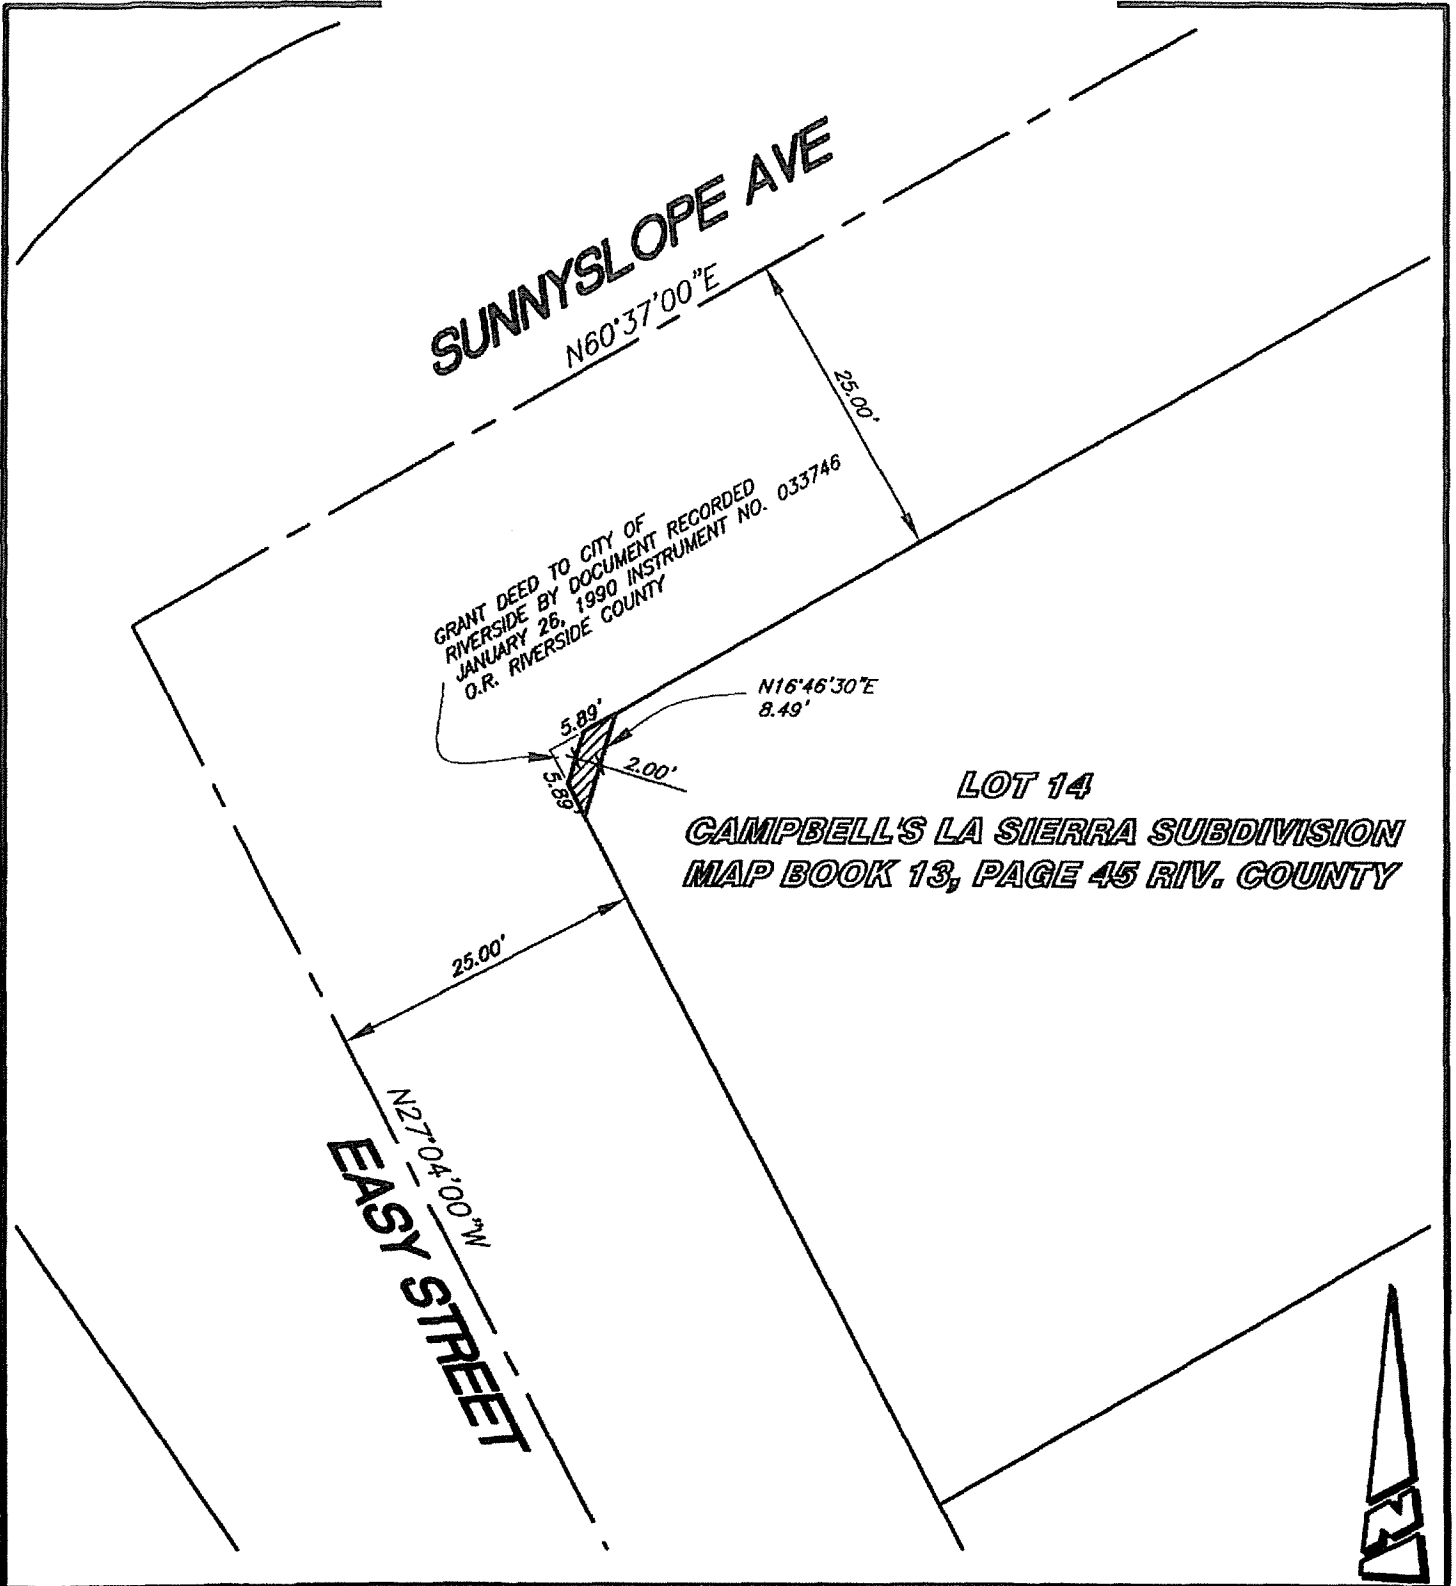 SUNNYSLOPE AVE
N60°37'00"E
25.00'
GRANT DEED TO CITY OF
RIVERSIDE BY DOCUMENT RECORDED
JANUARY 26, 1990 INSTRUMENT NO. 033746
O.R. RIVERSIDE COUNTY
5.89'
N16°46'30"E
8.49'
2.00'
5.89'
LOT 14
CAMPBELL'S LA SIERRA SUBDIVISION
MAP BOOK 13, PAGE 45 RIV. COUNTY
25.00'
N27°04'00"W
EASY STREET
N